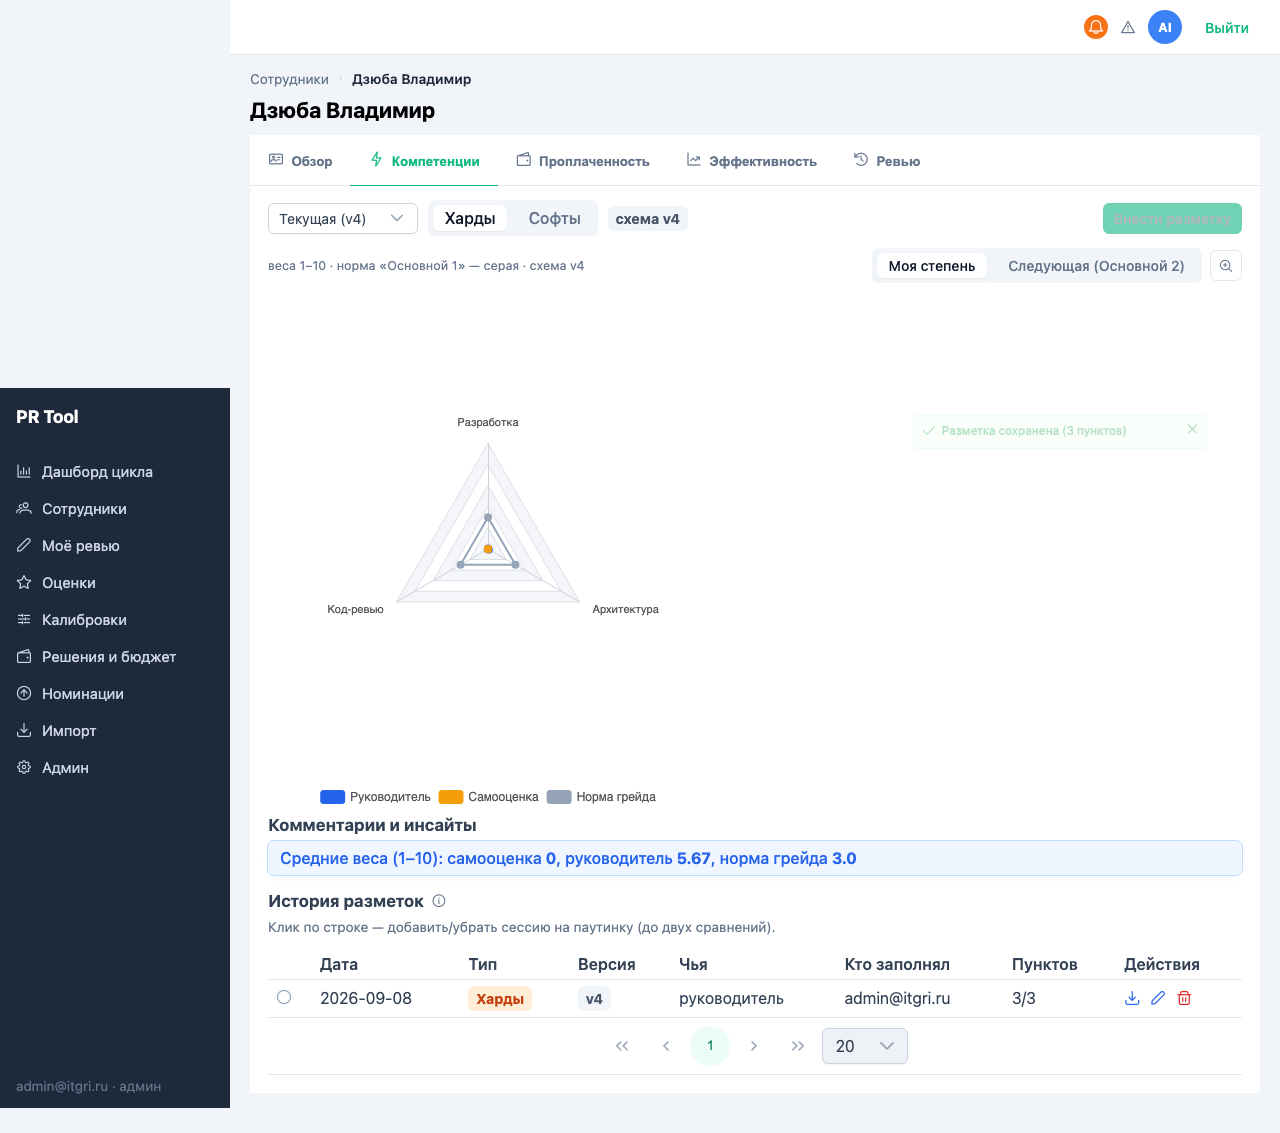 AI
Выйти
Сотрудники
Дзюба Владимир
Дзюба Владимир
Обзор
Компетенции
Проплаченность
Эффективность
Ревью
Текущая (v4)
Харды
Софты
схема v4
Внести разметку
веса 1–10 · норма «Основной 1» — серая · схема v4
Моя степень
Следующая (Основной 2)
PR Tool
Дашборд цикла
Сотрудники
Моё ревью
Оценки
Калибровки
Решения и бюджет
Номинации
Импорт
Админ
admin@itgri.ru · админ
Разработка
Разметка сохранена (3 пунктов)
Код-ревью
Архитектура
Руководитель
Самооценка
Норма грейда
Комментарии и инсайты
Средние веса (1–10): самооценка 0, руководитель 5.67, норма грейда 3.0
История разметок
Клик по строке — добавить/убрать сессию на паутинку (до двух сравнений).
Дата Тип Версия Чья Кто заполнял Пунктов Действия
2026-09-08 Харды v4 руководитель admin@itgri.ru 3/3
1
20